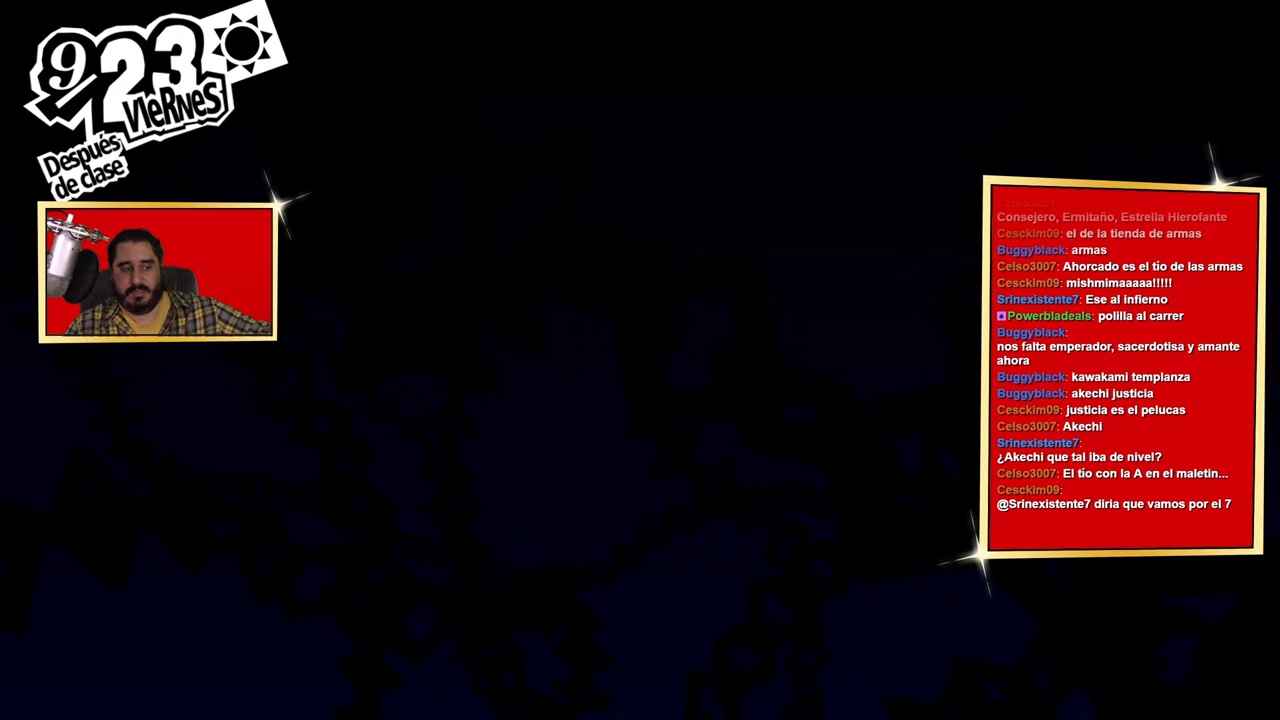 9/23
Viernes
Después
de clase
Celso3007
Consejero, Ermitaño, Estrella Hierofante
Cesckim09: el de la tienda de armas
Buggyblack: armas
Celso3007: Ahorcado es el tío de las armas
Cesckim09: mishmimaaaaa!!!!!
Srinexistente7: Ese al infierno
Powerbladeals: polilla al carrer
Buggyblack:
nos falta emperador, sacerdotisa y amante
ahora
Buggyblack: kawakami templanza
Buggyblack: akechi justicia
Cesckim09: justicia es el pelucas
Celso3007: Akechi
Srinexistente7:
¿Akechi que tal iba de nivel?
Celso3007: El tío con la A en el maletin...
Cesckim09:
@Srinexistente7 diria que vamos por el 7